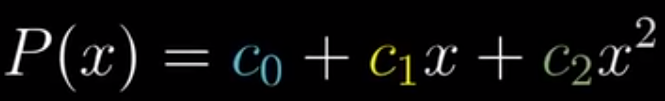 P(x) = c₀ + c₁x + c₂x²